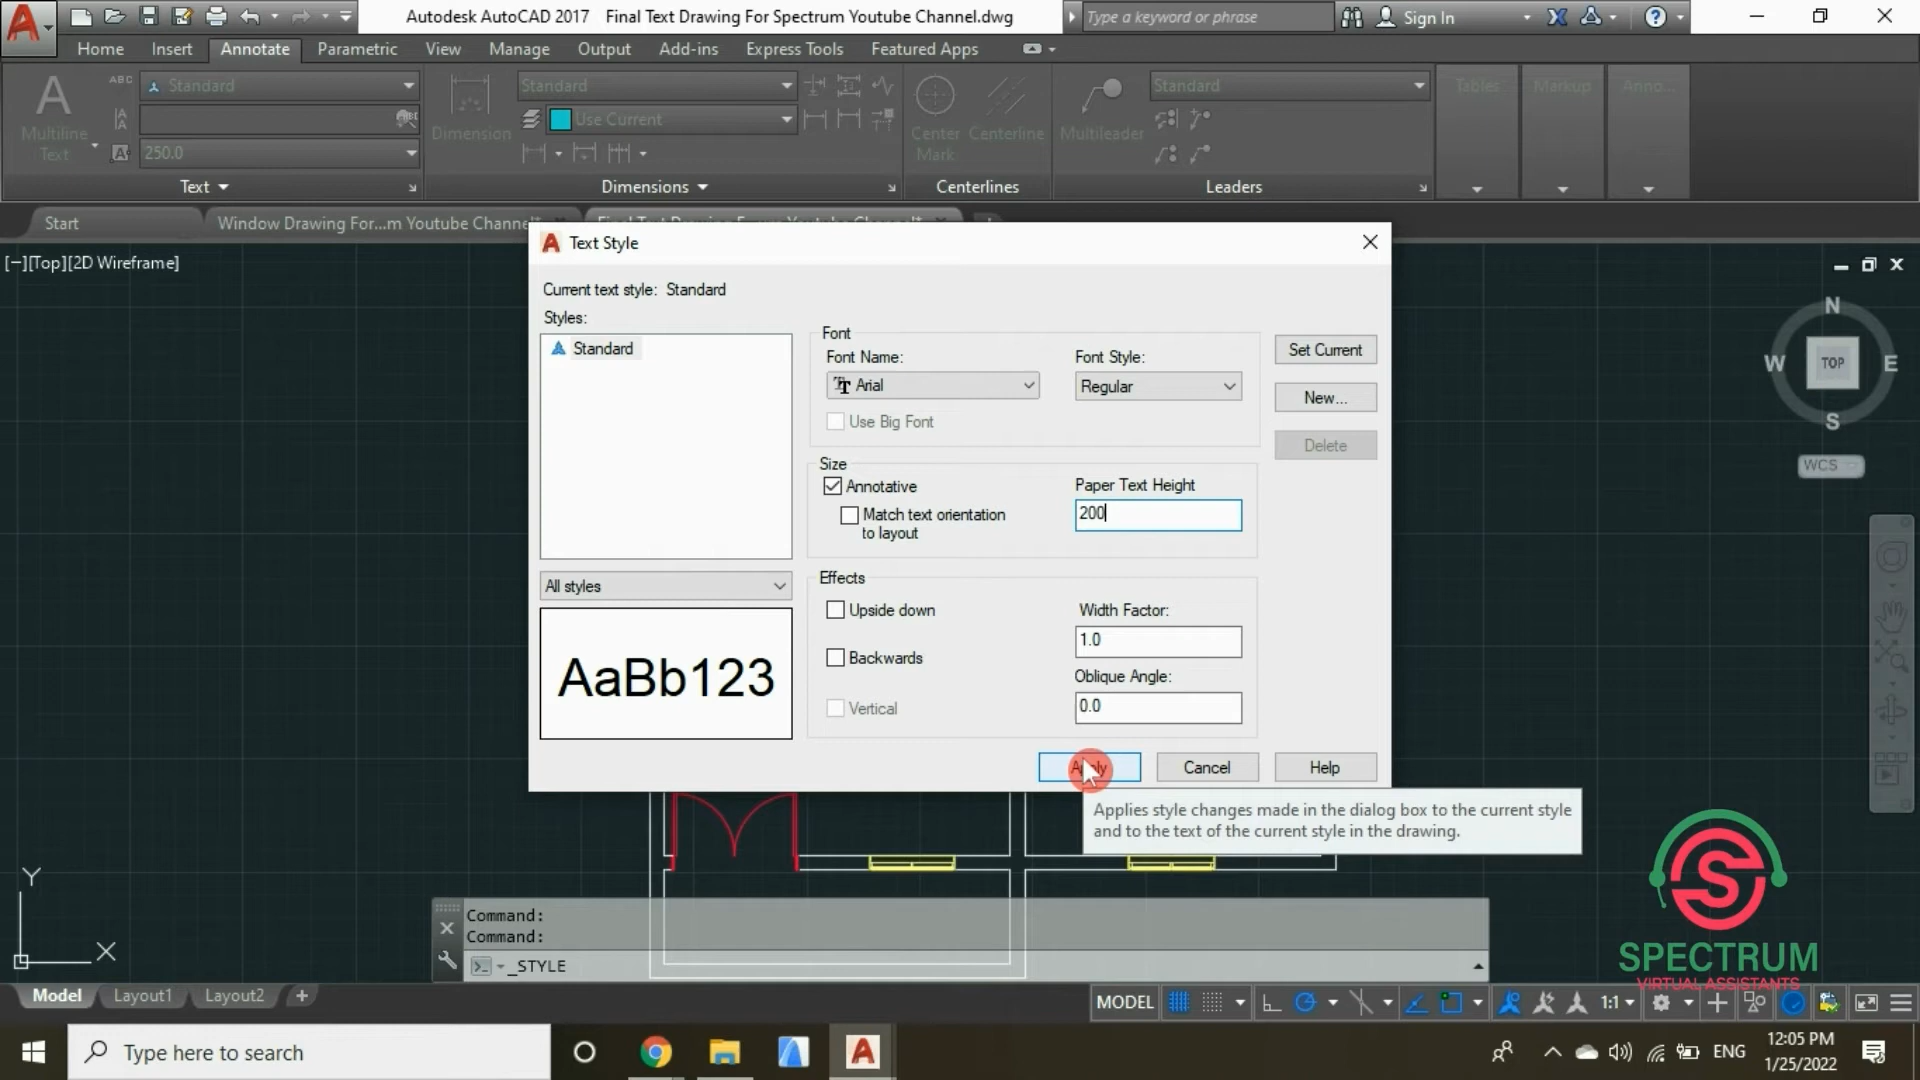 Autodesk AutoCAD 2017 Final Text Drawing For Spectrum Youtube Channel.dwg
Type a keyword or phrase
Sign In
Home Insert Annotate Parametric View Manage Output Add-ins Express Tools Featured Apps
Multiline Text
Standard
250.0
Text
Dimension
Standard
Use Current
Dimensions
Center Mark
Centerline
Centerlines
Multileader
Standard
Leaders
Tables
Markup
Anno...
Start
Window Drawing For...m Youtube Channel*
[−][Top][2D Wireframe]
N
W TOP E
S
WCS
Text Style
Current text style: Standard
Styles:
Standard
All styles
AaBb123
Font
Font Name:
Arial
Font Style:
Regular
Use Big Font
Size
Annotative
Match text orientation
to layout
Paper Text Height
200
Effects
Upside down
Backwards
Vertical
Width Factor:
1.0
Oblique Angle:
0.0
Set Current
New...
Delete
Apply
Cancel
Help
Applies style changes made in the dialog box to the current style
and to the text of the current style in the drawing.
Y
X
Command:
Command:
_STYLE
SPECTRUM
VIRTUAL ASSISTANTS
Model Layout1 Layout2 +
MODEL
1:1
Type here to search
ENG
12:05 PM
1/25/2022